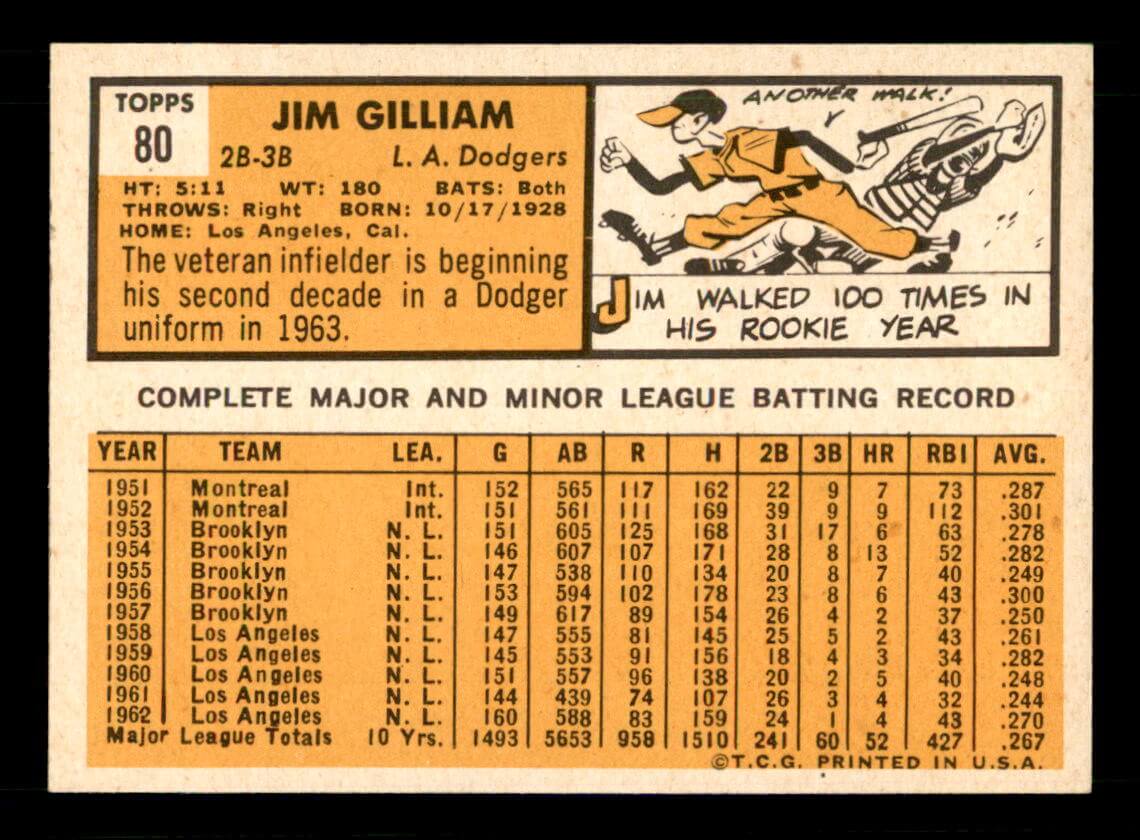 TOPPS
80
JIM GILLIAM
2B-3B L. A. Dodgers
HT: 5:11 WT: 180 BATS: Both
THROWS: Right BORN: 10/17/1928
HOME: Los Angeles, Cal.
The veteran infielder is beginning
his second decade in a Dodger
uniform in 1963.
ANOTHER WALK!
JIM WALKED 100 TIMES IN
HIS ROOKIE YEAR
COMPLETE MAJOR AND MINOR LEAGUE BATTING RECORD
YEAR TEAM LEA. G AB R H 2B 3B HR RBI AVG.
1951 Montreal Int. 152 565 117 162 22 9 7 73 .287
1952 Montreal Int. 151 561 111 169 39 9 9 112 .301
1953 Brooklyn N. L. 151 605 125 168 31 17 6 63 .278
1954 Brooklyn N. L. 146 607 107 171 28 8 13 52 .282
1955 Brooklyn N. L. 147 538 110 134 20 8 7 40 .249
1956 Brooklyn N. L. 153 594 102 178 23 8 6 43 .300
1957 Brooklyn N. L. 149 617 89 154 26 4 2 37 .250
1958 Los Angeles N. L. 147 555 81 145 25 5 2 43 .261
1959 Los Angeles N. L. 145 553 91 156 18 4 3 34 .282
1960 Los Angeles N. L. 151 557 96 138 20 2 5 40 .248
1961 Los Angeles N. L. 144 439 74 107 26 3 4 32 .244
1962 Los Angeles N. L. 160 588 83 159 24 1 4 43 .270
Major League Totals 10 Yrs. 1493 5653 958 1510 241 60 52 427 .267
©T.C.G. PRINTED IN U.S.A.